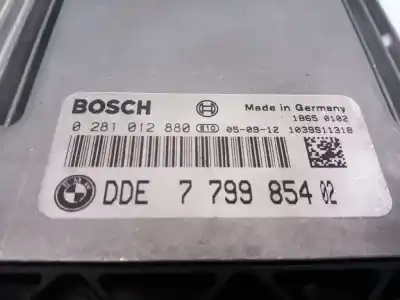 BOSCH
Made in Germany
1865 0102
0 281 012 880 E10 05-09-12 1039S11318
DDE 7 799 854 02